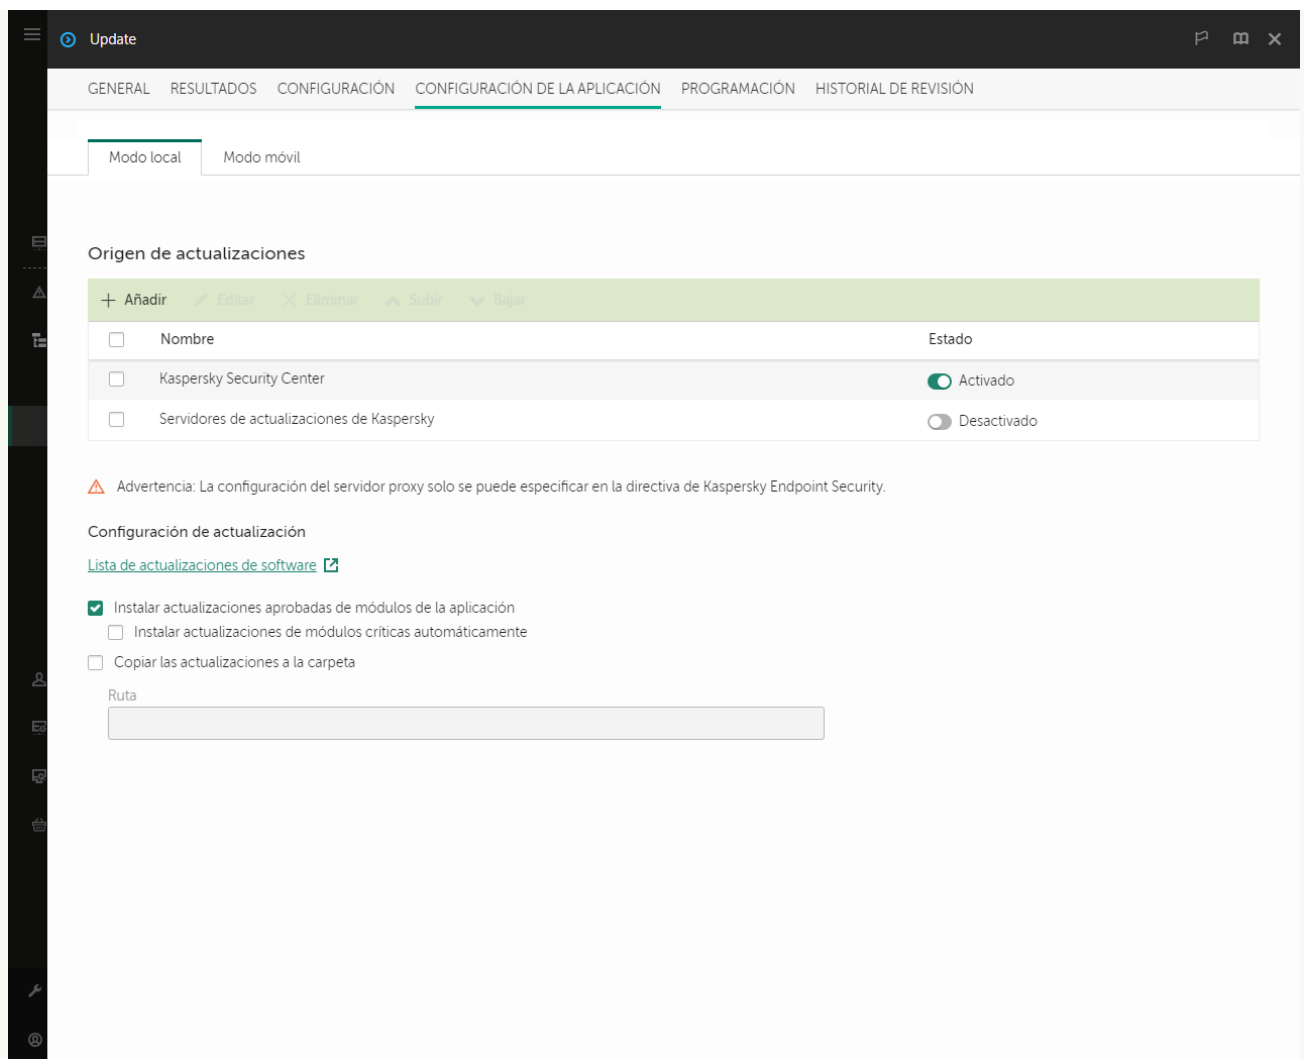 Update
GENERAL RESULTADOS CONFIGURACIÓN CONFIGURACIÓN DE LA APLICACIÓN PROGRAMACIÓN HISTORIAL DE REVISIÓN
Modo local Modo móvil
Origen de actualizaciones
Añadir Editar Eliminar Subir Bajar
Nombre Estado
Kaspersky Security Center Activado
Servidores de actualizaciones de Kaspersky Desactivado
Advertencia: La configuración del servidor proxy solo se puede especificar en la directiva de Kaspersky Endpoint Security.
Configuración de actualización
Lista de actualizaciones de software
Instalar actualizaciones aprobadas de módulos de la aplicación
Instalar actualizaciones de módulos críticas automáticamente
Copiar las actualizaciones a la carpeta
Ruta